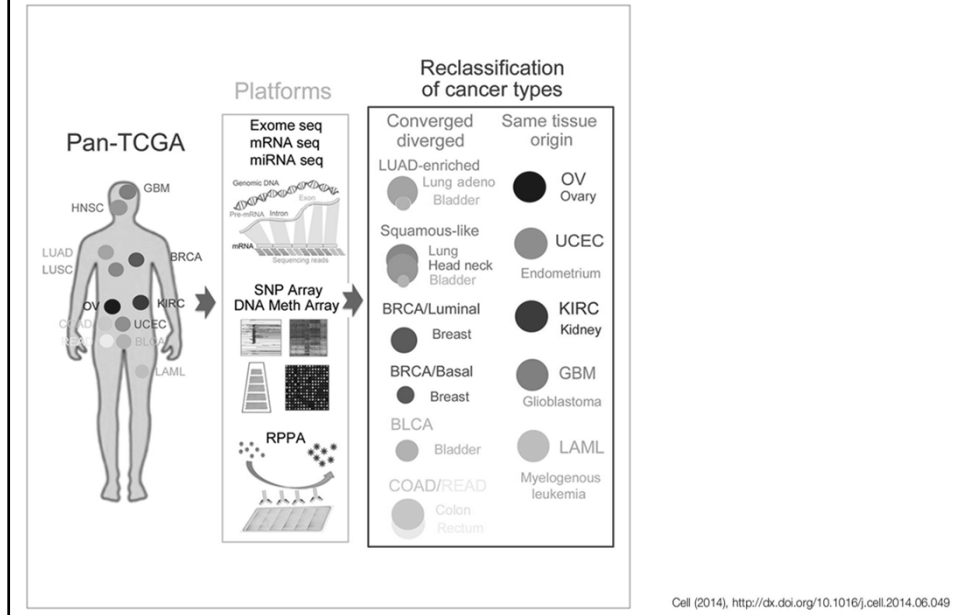 Pan-TCGA
GBM
HNSC
LUAD
LUSC
BRCA
OV
KIRC
COAD
UCEC
READ
BLCA
LAML
Platforms
Exome seq
mRNA seq
miRNA seq
Genomic DNA
Exon
Pre-mRNA
Intron
mRNA
Sequencing reads
SNP Array
DNA Meth Array
RPPA
Reclassification
of cancer types
Converged
diverged
LUAD-enriched
Lung adeno
Bladder
Squamous-like
Lung
Head neck
Bladder
BRCA/Luminal
Breast
BRCA/Basal
Breast
BLCA
Bladder
COAD/READ
Colon
Rectum
Same tissue
origin
OV
Ovary
UCEC
Endometrium
KIRC
Kidney
GBM
Glioblastoma
LAML
Myelogenous
leukemia
Cell (2014), http://dx.doi.org/10.1016/j.cell.2014.06.049